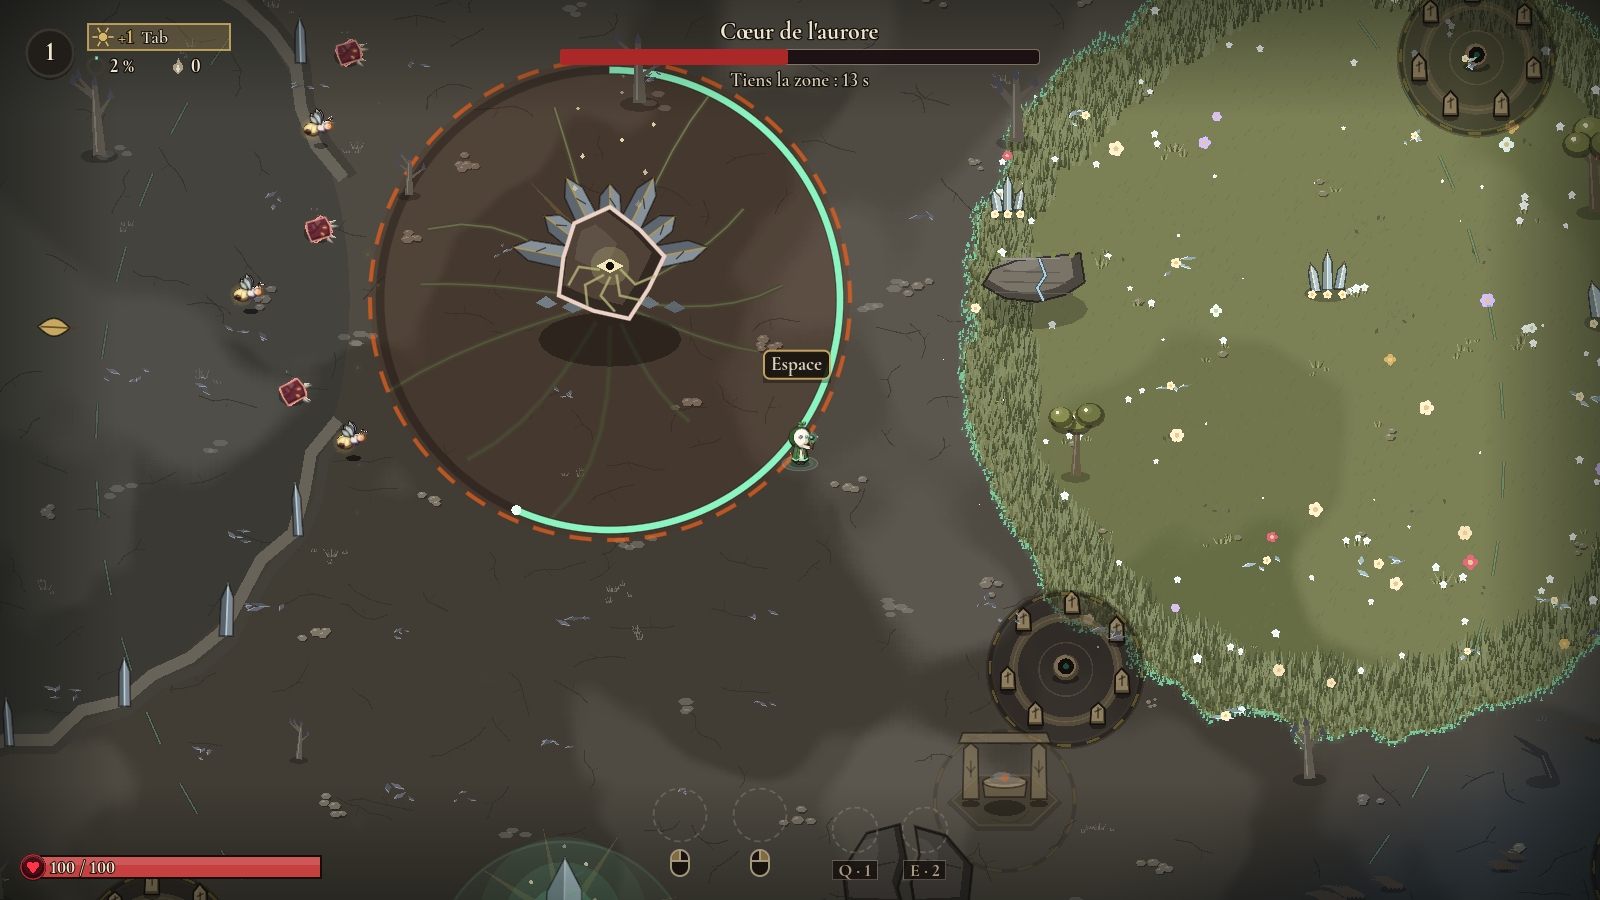 Cœur de l'aurore
1
+1 Tab
2 %
0
Tiens la zone : 13 s
Espace
100 / 100
Q · 1
E · 2